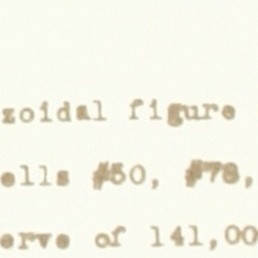 zoidal figure
ells #50, #78,
erve of 141,00